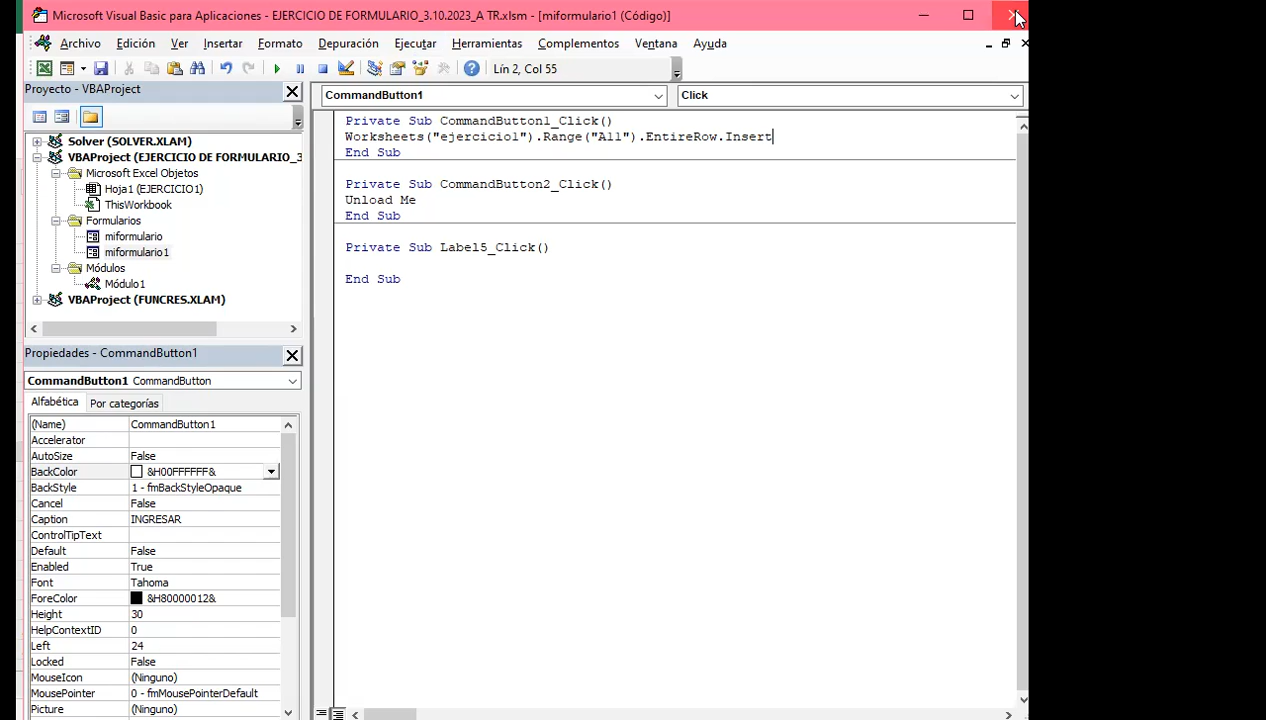 Microsoft Visual Basic para Aplicaciones - EJERCICIO DE FORMULARIO_3.10.2023_A TR.xlsm - [miformulario1 (Código)]
Archivo Edición Ver Insertar Formato Depuración Ejecutar Herramientas Complementos Ventana Ayuda
Lín 2, Col 55
Proyecto - VBAProject
CommandButton1 Click
Solver (SOLVER.XLAM)
VBAProject (EJERCICIO DE FORMULARIO_3
Microsoft Excel Objetos
Hoja1 (EJERCICIO1)
ThisWorkbook
Formularios
miformulario
miformulario1
Módulos
Módulo1
VBAProject (FUNCRES.XLAM)
Private Sub CommandButton1_Click()
Worksheets("ejercicio1").Range("A11").EntireRow.Insert
End Sub
Private Sub CommandButton2_Click()
Unload Me
End Sub
Private Sub Label5_Click()
End Sub
Propiedades - CommandButton1
CommandButton1 CommandButton
Alfabética Por categorías
(Name) CommandButton1
Accelerator
AutoSize False
BackColor &H00FFFFFF&
BackStyle 1 - fmBackStyleOpaque
Cancel False
Caption INGRESAR
ControlTipText
Default False
Enabled True
Font Tahoma
ForeColor &H80000012&
Height 30
HelpContextID 0
Left 24
Locked False
MouseIcon (Ninguno)
MousePointer 0 - fmMousePointerDefault
Picture (Ninguno)